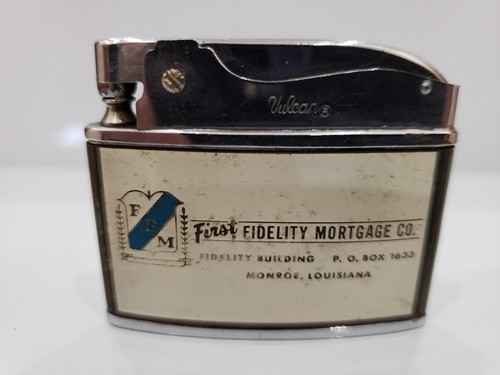 Vulcan®
F
F
M
First FIDELITY MORTGAGE CO.
FIDELITY BUILDING P. O. BOX 1633
MONROE, LOUISIANA